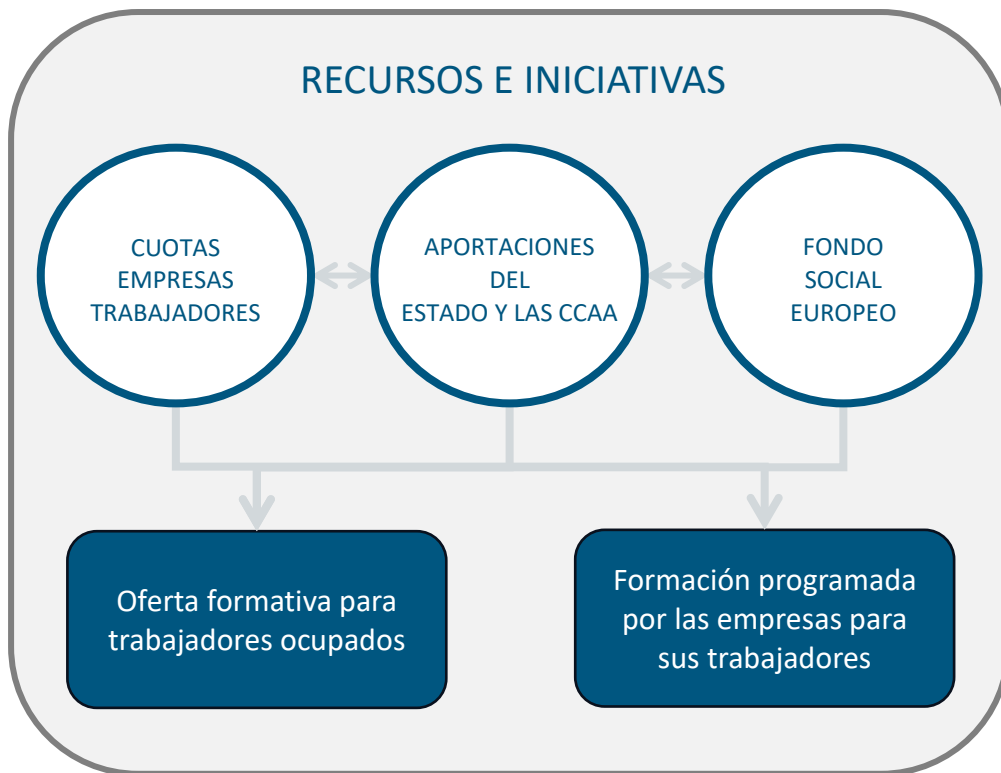 RECURSOS E INICIATIVAS
CUOTAS
EMPRESAS
TRABAJADORES
APORTACIONES
DEL
ESTADO Y LAS CCAA
FONDO
SOCIAL
EUROPEO
Oferta formativa para
trabajadores ocupados
Formación programada
por las empresas para
sus trabajadores